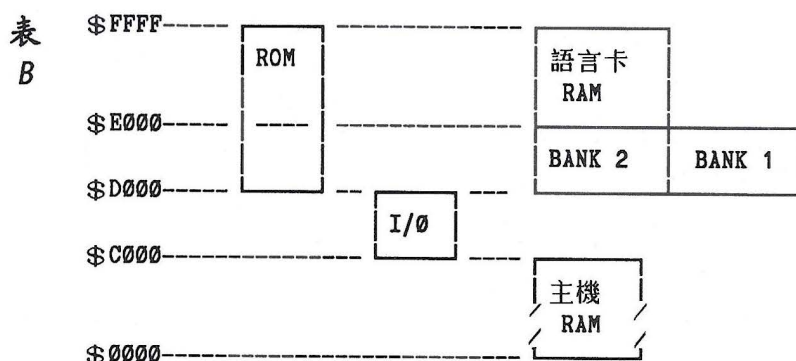 表
B
$FFFF
ROM
語言卡
RAM
$E000
BANK 2
BANK 1
$D000
I/0
$C000
主機
RAM
$0000